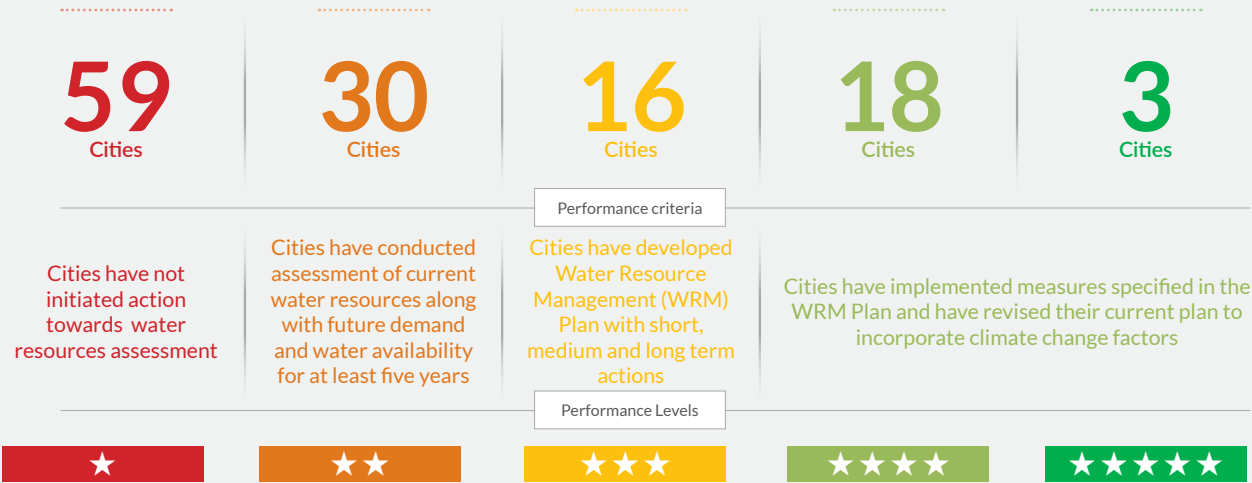 59
Cities
30
Cities
16
Cities
18
Cities
3
Cities
Performance criteria
Cities have not
initiated action
towards water
resources assessment
Cities have conducted
assessment of current
water resources along
with future demand
and water availability
for at least five years
Cities have developed
Water Resource
Management (WRM)
Plan with short,
medium and long term
actions
Cities have implemented measures specified in the
WRM Plan and have revised their current plan to
incorporate climate change factors
Performance Levels